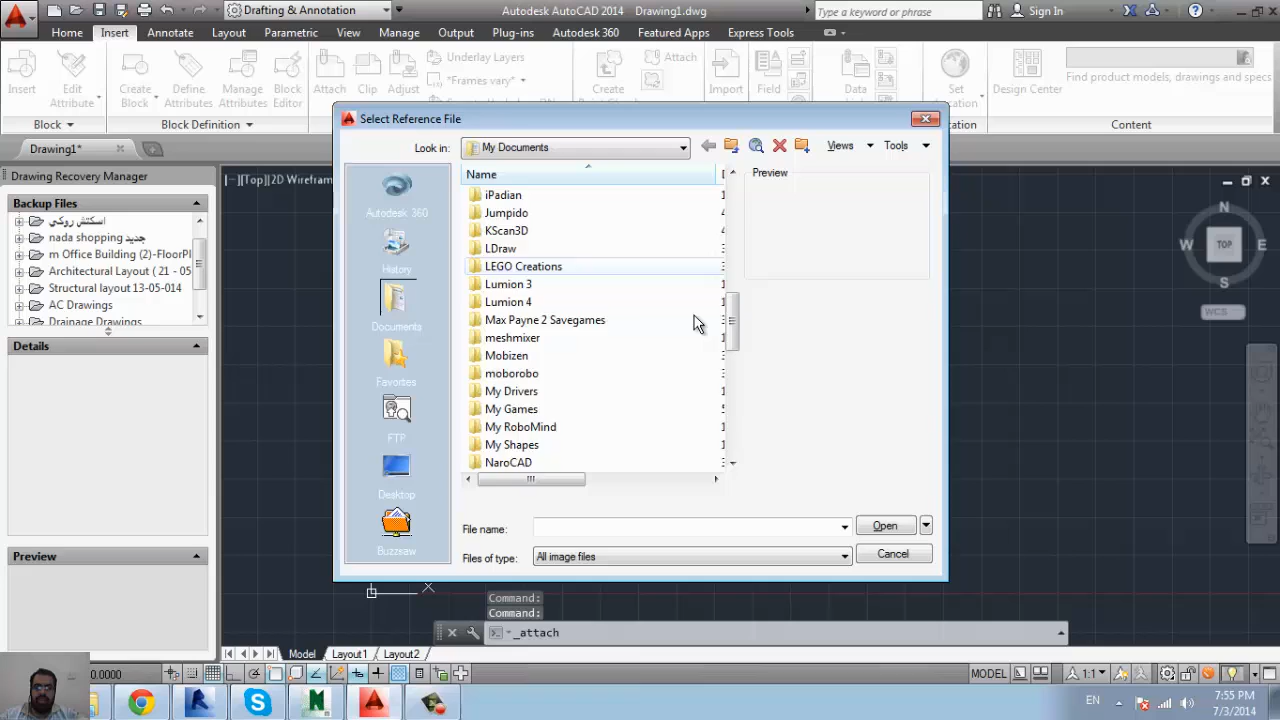 Drafting & Annotation
Autodesk AutoCAD 2014 Drawing1.dwg
Type a keyword or phrase
Sign In
Home Insert Annotate Layout Parametric View Manage Output Plug-ins Autodesk 360 Featured Apps Express Tools
Insert
Edit Attribute
Create Block
Define Attributes
Manage Attributes
Block Editor
Attach
Clip
Adjust
Underlay Layers
*Frames vary*
Create
Attach
Import
Field
Data
Set
Design Center
Find product models, drawings and specs
Block
Block Definition
Content
Drawing1*
Drawing Recovery Manager
Backup Files
اسكتش روكي
nada shopping جديد
m Office Building (2)-FloorPl
Architectural Layout (21 - 05
Structural layout 13-05-014
AC Drawings
Drainage Drawings
Details
Preview
[−][Top][2D Wirefram
Select Reference File
Look in:
My Documents
Views
Tools
Name
Preview
iPadian
Jumpido
KScan3D
LDraw
LEGO Creations
Lumion 3
Lumion 4
Max Payne 2 Savegames
meshmixer
Mobizen
moborobo
My Drivers
My Games
My RoboMind
My Shapes
NaroCAD
Autodesk 360
History
Documents
Favorites
FTP
Desktop
Buzzsaw
File name:
Open
Files of type:
All image files
Cancel
N
W
TOP
E
S
WCS
Command:
Command:
_attach
Model Layout1 Layout2
0.0000
MODEL
1:1
EN
7:55 PM
7/3/2014